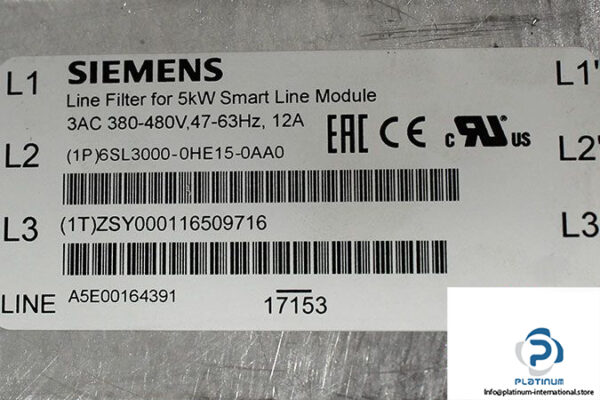 L1
SIEMENS
L1'
Line Filter for 5kW Smart Line Module
3AC 380-480V,47-63Hz, 12A
EAC CE c RU us
L2
(1P)6SL3000-0HE15-0AA0
L2'
L3
(1T)ZSY000116509716
L3
LINE
A5E00164391
17153
PLATINUM
Info@platinum-international.store